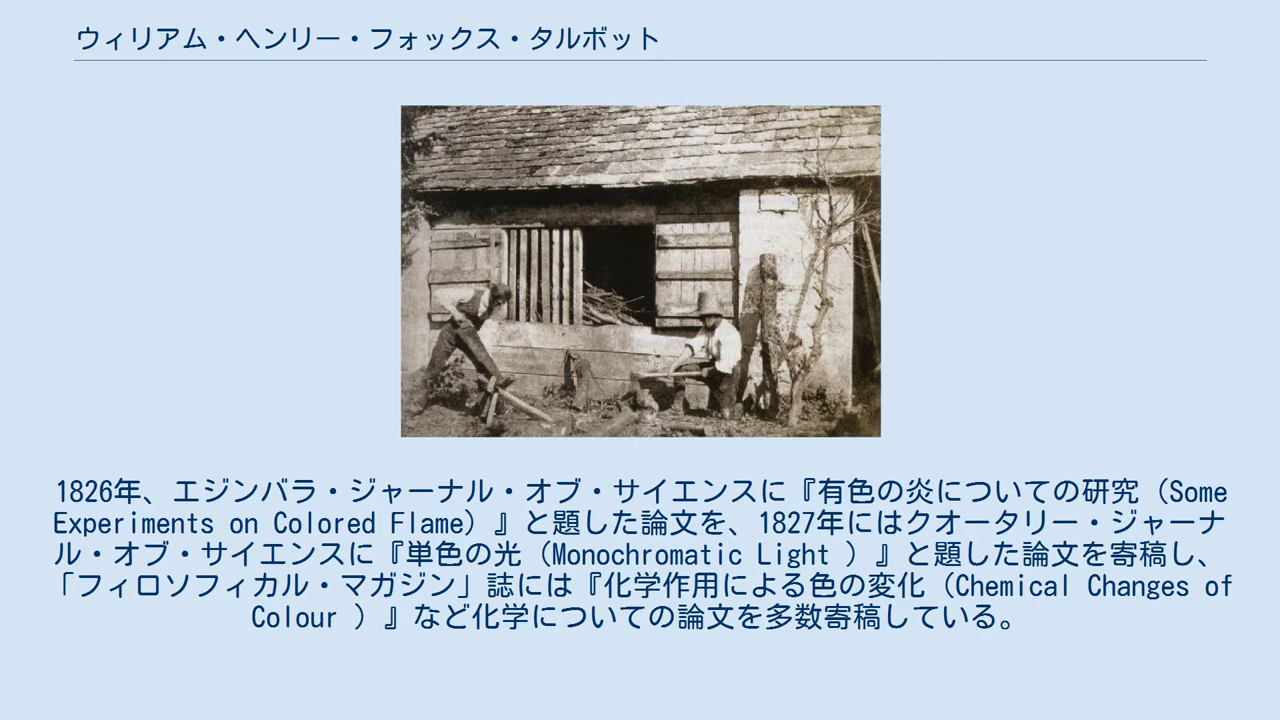 ウィリアム・ヘンリー・フォックス・タルボット
1826年、エジンバラ・ジャーナル・オブ・サイエンスに『有色の炎についての研究（Some
Experiments on Colored Flame）』と題した論文を、1827年にはクオータリー・ジャーナ
ル・オブ・サイエンスに『単色の光（Monochromatic Light ）』と題した論文を寄稿し、
「フィロソフィカル・マガジン」誌には『化学作用による色の変化（Chemical Changes of
Colour ）』など化学についての論文を多数寄稿している。